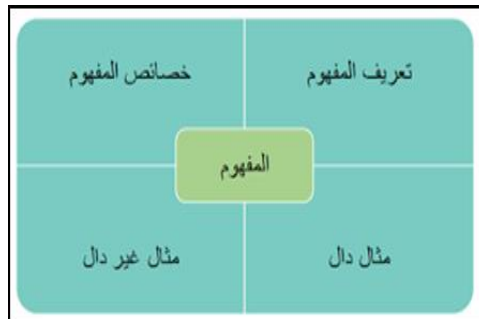 تعريف المفهوم
خصائص المفهوم
المفهوم
مثال دال
مثال غير دال